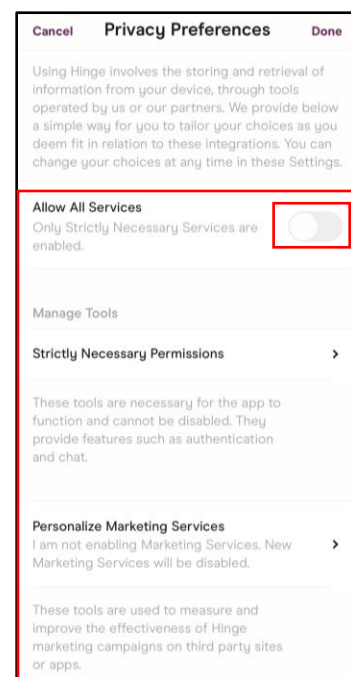 Cancel Privacy Preferences Done
Using Hinge involves the storing and retrieval of
information from your device, through tools
operated by us or our partners. We provide below
a simple way for you to tailor your choices as you
deem fit in relation to these integrations. You can
change your choices at any time in these Settings.
Allow All Services
Only Strictly Necessary Services are
enabled.
Manage Tools
Strictly Necessary Permissions
These tools are necessary for the app to
function and cannot be disabled. They
provide features such as authentication
and chat.
Personalize Marketing Services
I am not enabling Marketing Services. New
Marketing Services will be disabled.
These tools are used to measure and
improve the effectiveness of Hinge
marketing campaigns on third party sites
or apps.